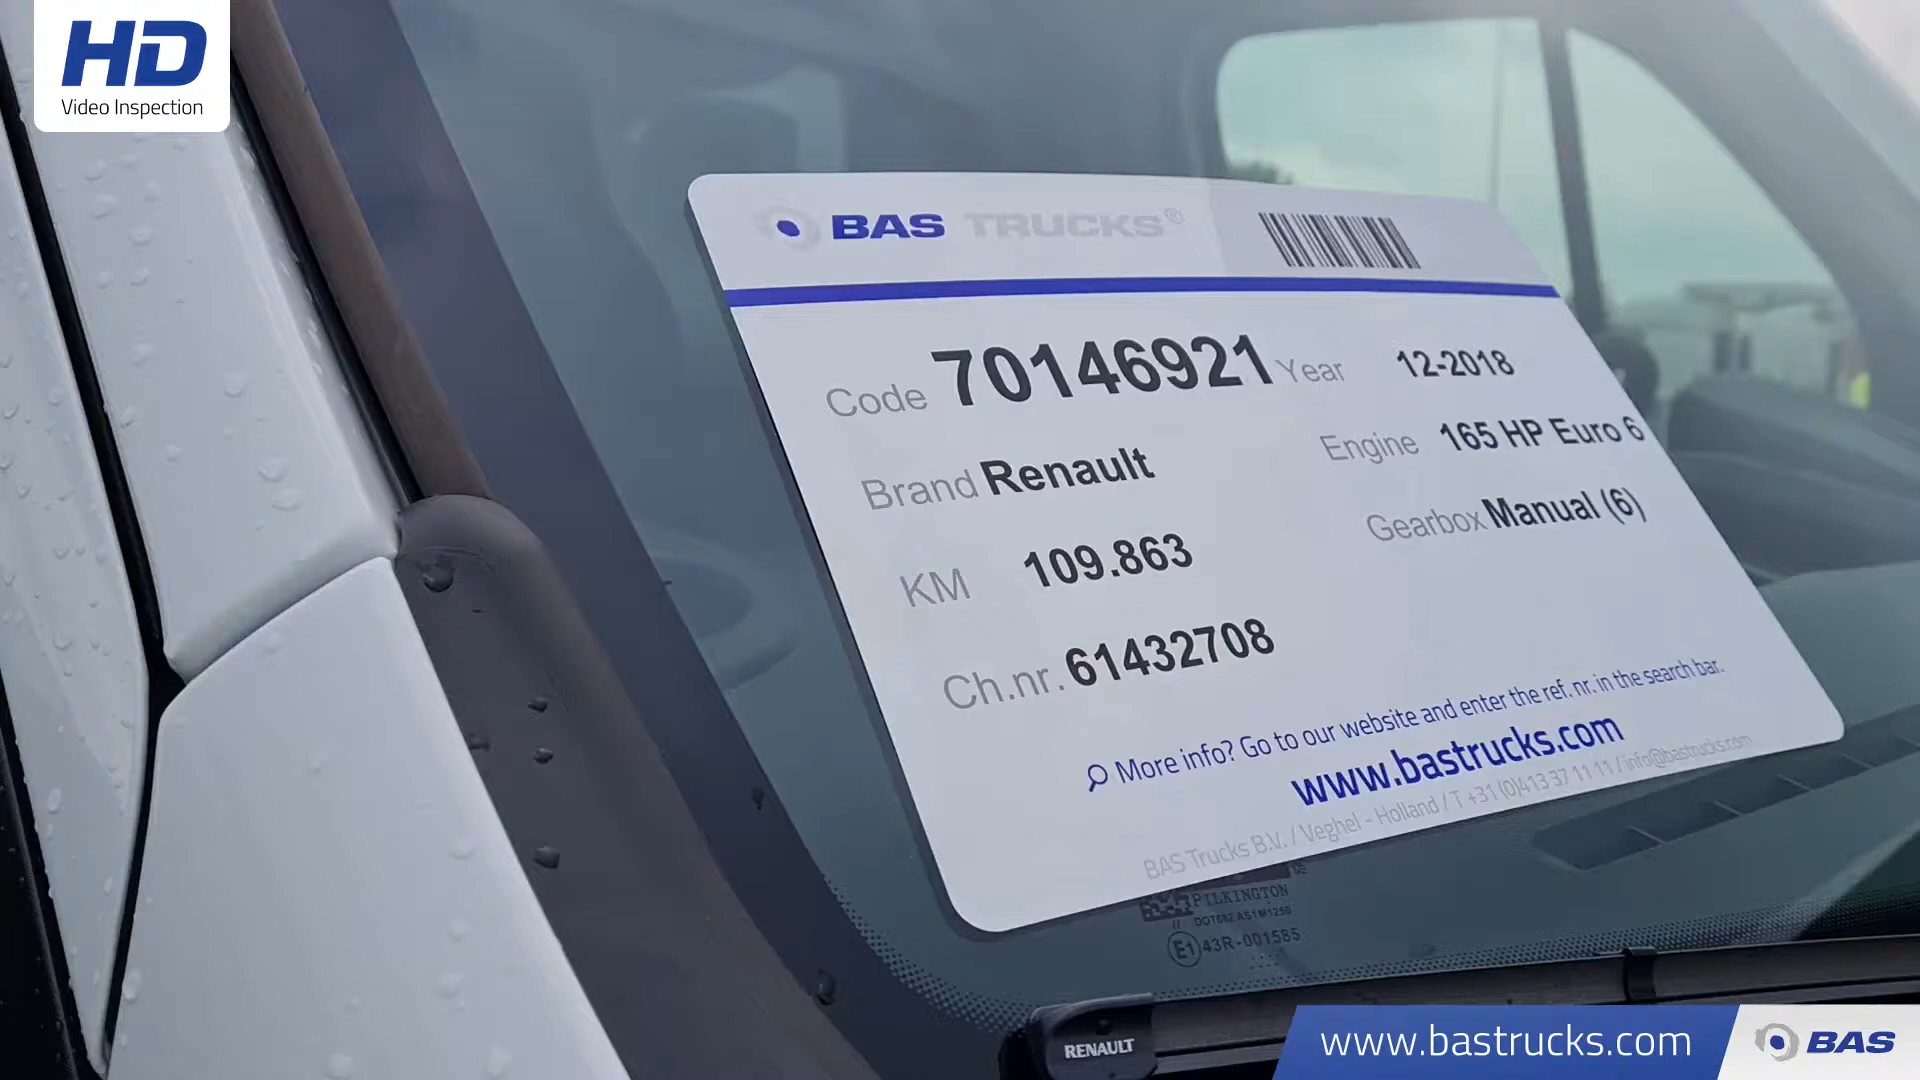 HD
Video Inspection
BAS TRUCKS®
Code 70146921 Year 12-2018
Brand Renault Engine 165 HP Euro 6
KM 109.863 Gearbox Manual (6)
Ch.nr. 61432708
More info? Go to our website and enter the ref. nr. in the search bar.
www.bastrucks.com
BAS Trucks B.V. / Veghel - Holland / T +31 (0)413 37 11 11 / info@bastrucks.com
PILKINGTON
E1 43R-001585
RENAULT
www.bastrucks.com
BAS